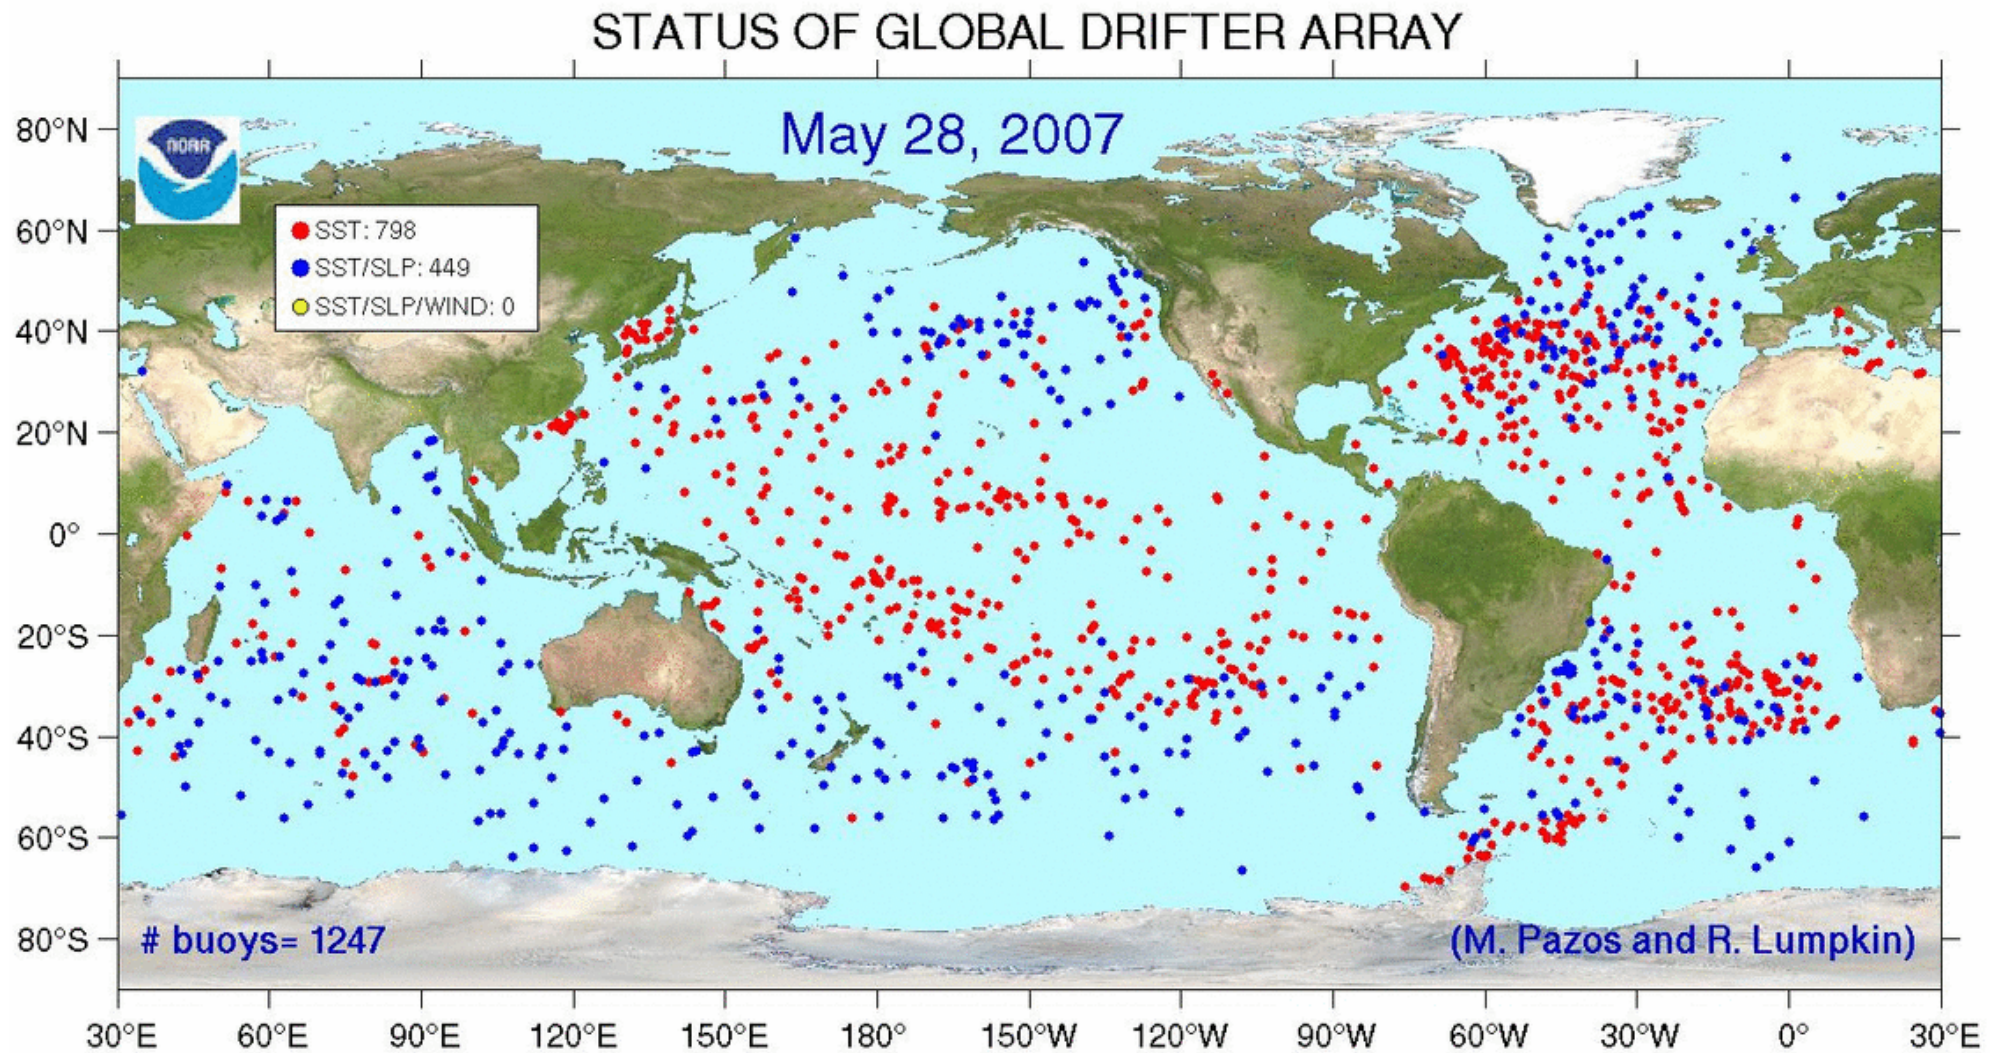 STATUS OF GLOBAL DRIFTER ARRAY
May 28, 2007
NOAA
SST: 798
SST/SLP: 449
SST/SLP/WIND: 0
80°N
60°N
40°N
20°N
0°
20°S
40°S
60°S
80°S
# buoys= 1247
(M. Pazos and R. Lumpkin)
30°E 60°E 90°E 120°E 150°E 180° 150°W 120°W 90°W 60°W 30°W 0° 30°E